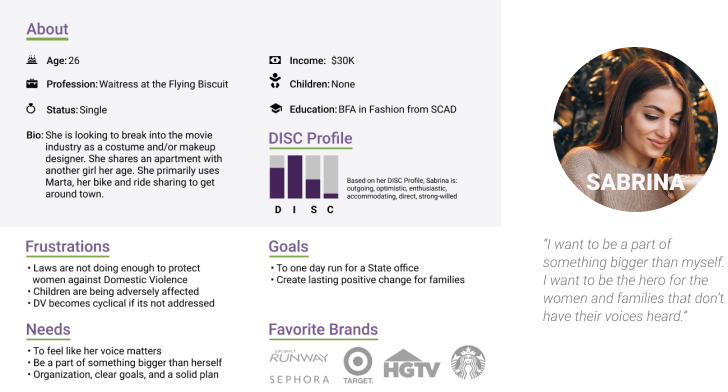 About
Age: 26
Profession: Waitress at the Flying Biscuit
Status: Single
Bio: She is looking to break into the movie
industry as a costume and/or makeup
designer. She shares an apartment with
another girl her age. She primarily uses
Marta, her bike and ride sharing to get
around town.
Income: $30K
Children: None
Education: BFA in Fashion from SCAD
DISC Profile
D I S C
Based on her DISC Profile, Sabrina is:
outgoing, optimistic, enthusiastic,
accommodating, direct, strong-willed
SABRINA
"I want to be a part of
something bigger than myself.
I want to be the hero for the
women and families that don't
have their voices heard."
Frustrations
• Laws are not doing enough to protect
women against Domestic Violence
• Children are being adversely affected
• DV becomes cyclical if its not addressed
Goals
• To one day run for a State office
• Create lasting positive change for families
Needs
• To feel like her voice matters
• Be a part of something bigger than herself
• Organization, clear goals, and a solid plan
Favorite Brands
RUNWAY
SEPHORA
TARGET.
HGTV